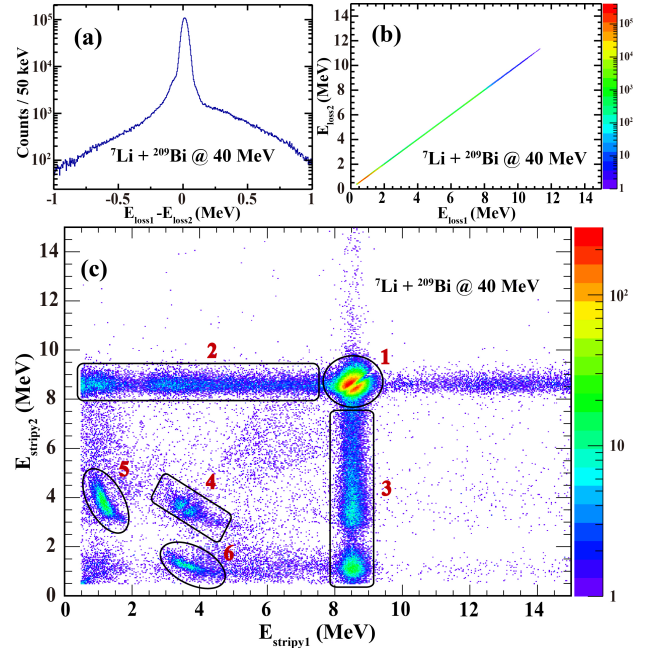 (a)
Counts / 50 keV
10⁵
10⁴
10³
10²
⁷Li + ²⁰⁹Bi @ 40 MeV
-1 -0.5 0 0.5 1
E_loss1-E_loss2 (MeV)
(b)
E_loss2 (MeV)
14
12
10
8
6
4
2
0
⁷Li + ²⁰⁹Bi @ 40 MeV
0 2 4 6 8 10 12 14
E_loss1 (MeV)
10⁵
10⁴
10³
10²
10
1
(c)
⁷Li + ²⁰⁹Bi @ 40 MeV
E_stripy2 (MeV)
14
12
10
8
6
4
2
0
2
1
5
4
3
6
0 2 4 6 8 10 12 14
E_stripy1 (MeV)
10²
10
1